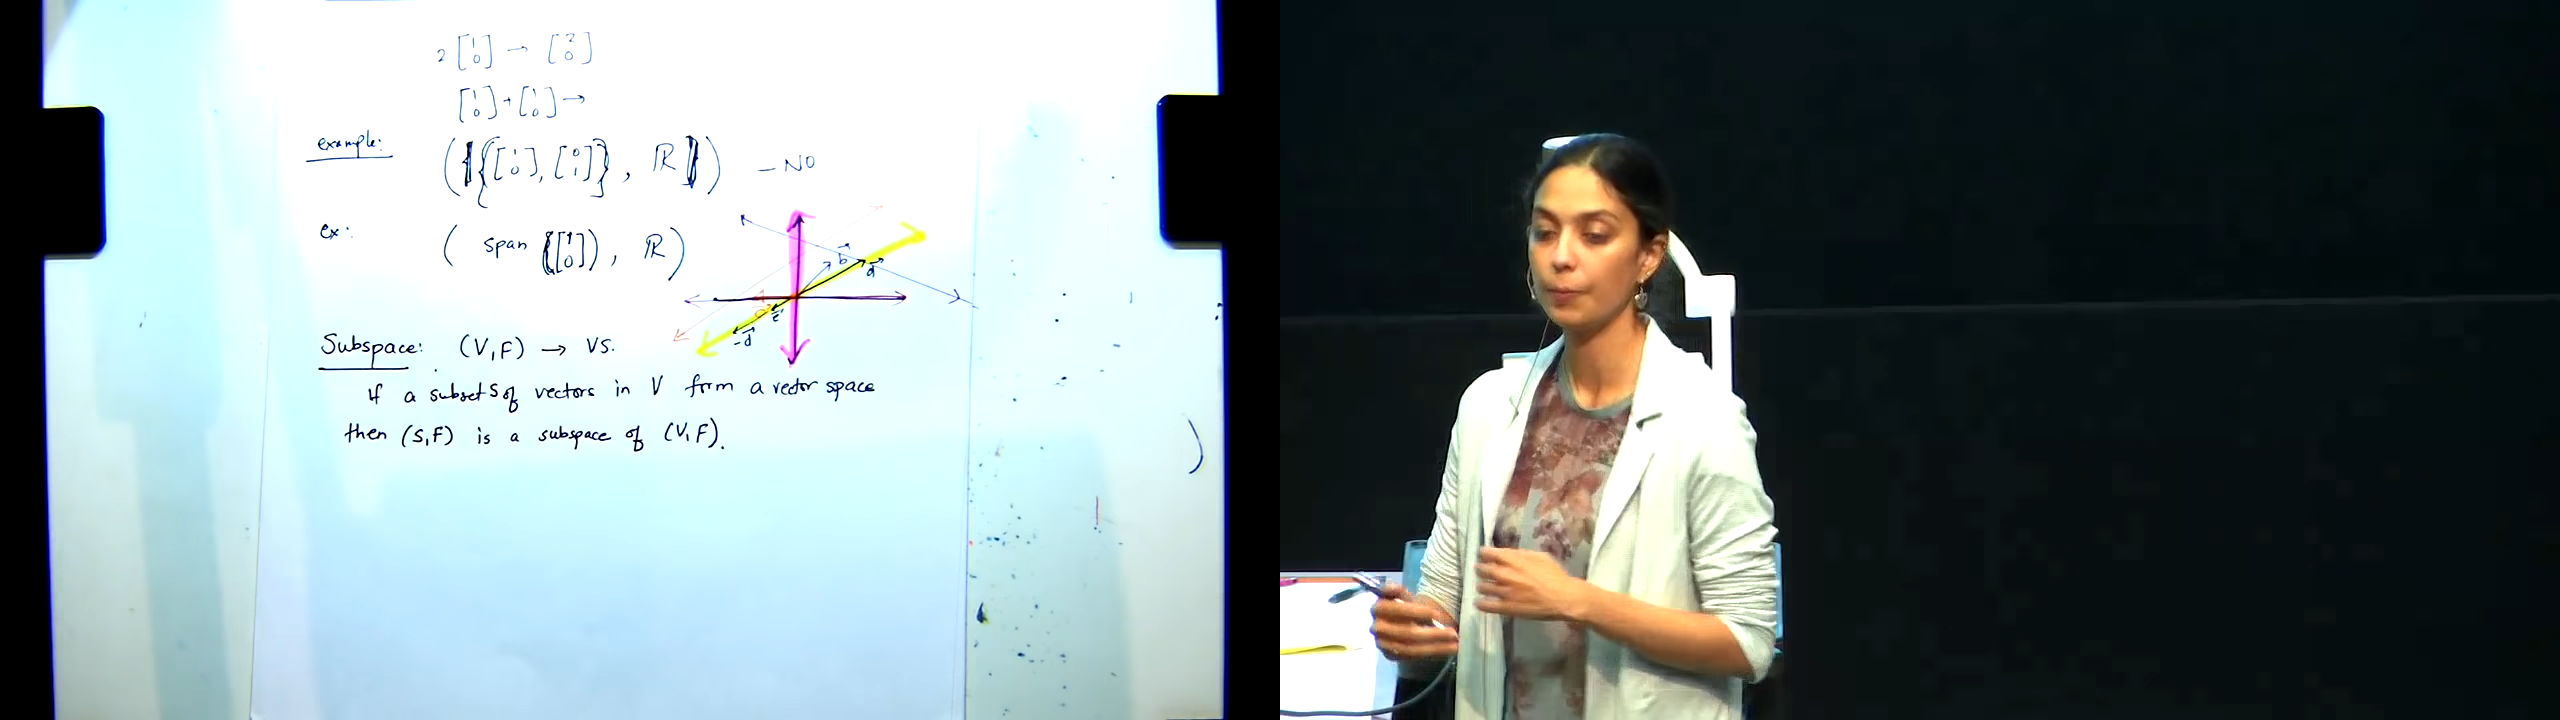 2 [1 0] → [2 0]
[1 0] + [1 0] →
example: ({[1 0], [0 1]}, ℝ) – NO
ex: (span {[1 0]}, ℝ)
b
d
e
-d
Subspace: (V, F) → VS.
If a subset S of vectors in V form a vector space
then (S, F) is a subspace of (V, F).